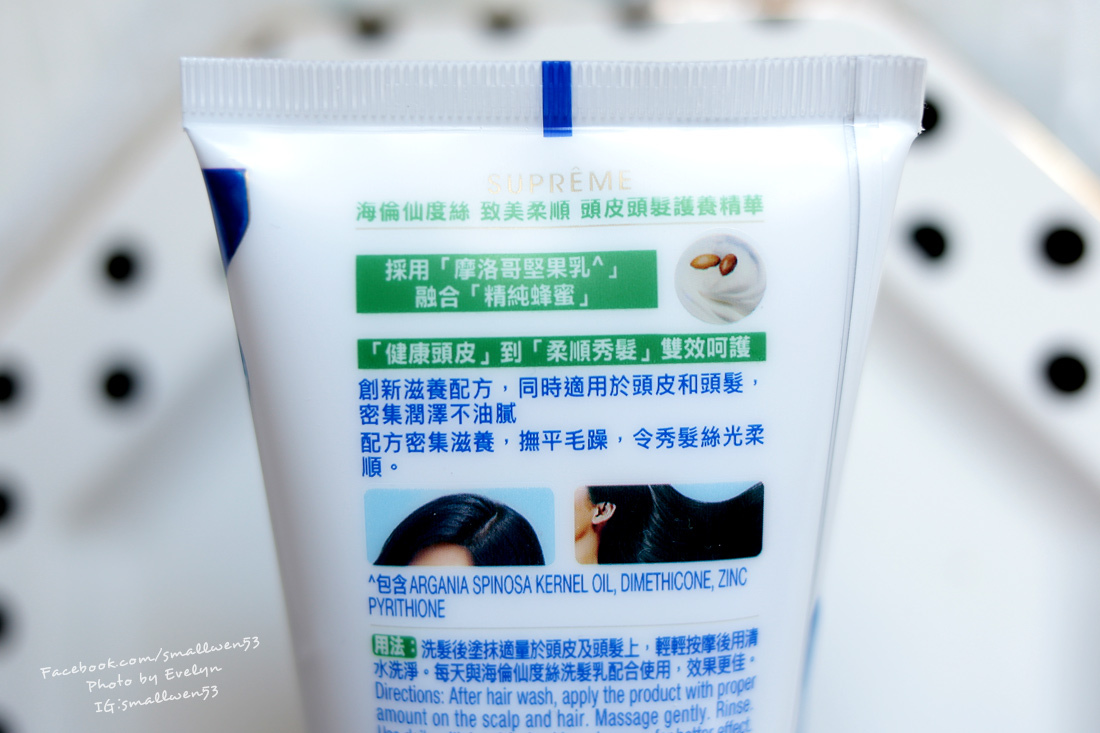 SUPRÊME
海倫仙度絲 致美柔順 頭皮頭髮護養精華
採用「摩洛哥堅果乳^」
融合「精純蜂蜜」
「健康頭皮」到「柔順秀髮」雙效呵護
創新滋養配方，同時適用於頭皮和頭髮，
密集潤澤不油膩
配方密集滋養，撫平毛躁，令秀髮絲光柔
順。
^包含ARGANIA SPINOSA KERNEL OIL, DIMETHICONE, ZINC
PYRITHIONE
用法：洗髮後塗抹適量於頭皮及頭髮上，輕輕按摩後用清
水洗淨。每天與海倫仙度絲洗髮乳配合使用，效果更佳。
Directions: After hair wash, apply the product with proper
amount on the scalp and hair. Massage gently. Rinse.
for better effect.
Facebook.com/smallwen53
Photo by Evelyn
IG:smallwen53